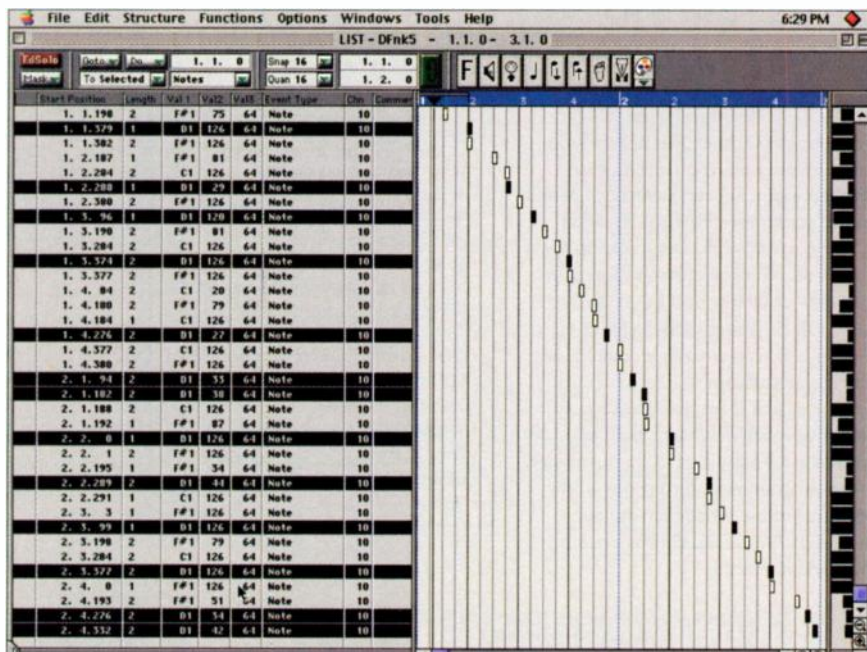 File Edit Structure Functions Options Windows Tools Help 6:29 PM
LIST - DFnk5 - 1. 1. 0 - 3. 1. 0
EdSolo Goto Do 1. 1. 0 Snap 16 1. 1. 0
Mask To Selected Notes Quan 16 1. 2. 0
F
Start Position Length Val 1 Val2 Val3 Event Type Chn Commen
1 2 3 4 2 2 3 4
1. 1.190 2 F#1 75 64 Note 10
1. 1.379 1 D1 126 64 Note 10
1. 1.382 2 F#1 126 64 Note 10
1. 2.187 1 F#1 81 64 Note 10
1. 2.284 2 C1 126 64 Note 10
1. 2.288 1 D1 29 64 Note 10
1. 2.380 2 F#1 126 64 Note 10
1. 3. 96 1 D1 120 64 Note 10
1. 3.190 2 F#1 81 64 Note 10
1. 3.284 2 C1 126 64 Note 10
1. 3.374 2 D1 126 64 Note 10
1. 3.377 2 F#1 126 64 Note 10
1. 4. 84 2 C1 20 64 Note 10
1. 4.180 2 F#1 79 64 Note 10
1. 4.184 1 C1 126 64 Note 10
1. 4.276 2 D1 27 64 Note 10
1. 4.377 2 C1 126 64 Note 10
1. 4.380 2 F#1 126 64 Note 10
2. 1. 94 2 D1 33 64 Note 10
2. 1.182 2 D1 38 64 Note 10
2. 1.188 2 C1 126 64 Note 10
2. 1.192 1 F#1 87 64 Note 10
2. 2. 0 1 D1 126 64 Note 10
2. 2. 1 2 F#1 126 64 Note 10
2. 2.195 1 F#1 34 64 Note 10
2. 2.289 2 D1 44 64 Note 10
2. 2.291 1 C1 126 64 Note 10
2. 3. 3 1 F#1 126 64 Note 10
2. 3. 99 1 D1 126 64 Note 10
2. 3.190 2 F#1 79 64 Note 10
2. 3.284 2 C1 126 64 Note 10
2. 3.377 2 D1 126 64 Note 10
2. 4. 0 1 F#1 126 64 Note 10
2. 4.193 2 F#1 51 64 Note 10
2. 4.276 2 D1 54 64 Note 10
2. 4.332 2 D1 42 64 Note 10